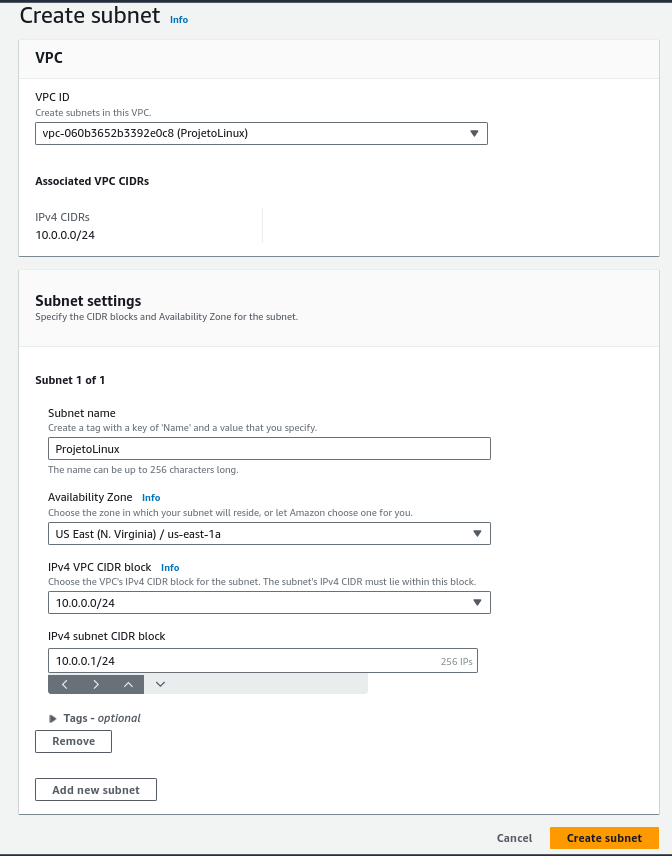 Create subnet Info
VPC
VPC ID
Create subnets in this VPC.
vpc-060b3652b3392e0c8 (ProjetoLinux)
Associated VPC CIDRs
IPv4 CIDRs
10.0.0.0/24
Subnet settings
Specify the CIDR blocks and Availability Zone for the subnet.
Subnet 1 of 1
Subnet name
Create a tag with a key of 'Name' and a value that you specify.
ProjetoLinux
The name can be up to 256 characters long.
Availability Zone Info
Choose the zone in which your subnet will reside, or let Amazon choose one for you.
US East (N. Virginia) / us-east-1a
IPv4 VPC CIDR block Info
Choose the VPC's IPv4 CIDR block for the subnet. The subnet's IPv4 CIDR must lie within this block.
10.0.0.0/24
IPv4 subnet CIDR block
10.0.0.1/24 256 IPs
Tags - optional
Remove
Add new subnet
Cancel Create subnet